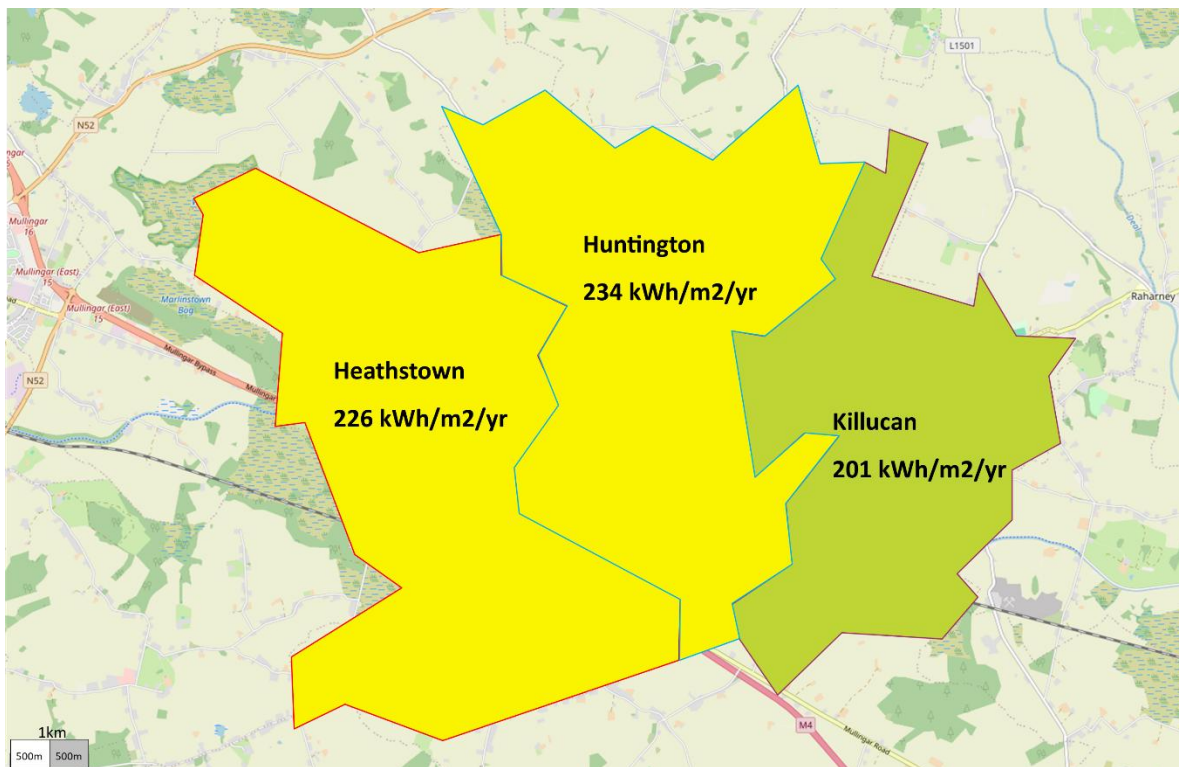 L1501
N52
Mullingar
16
Mullingar (East)
15
Mullingar (East)
15
Marlinstown
Bog
Mullingar Bypass
Mullingar
N52
Huntington
234 kWh/m2/yr
Heathstown
226 kWh/m2/yr
Killucan
201 kWh/m2/yr
Raharney
M4
Mullingar Road
1km
500m 500m